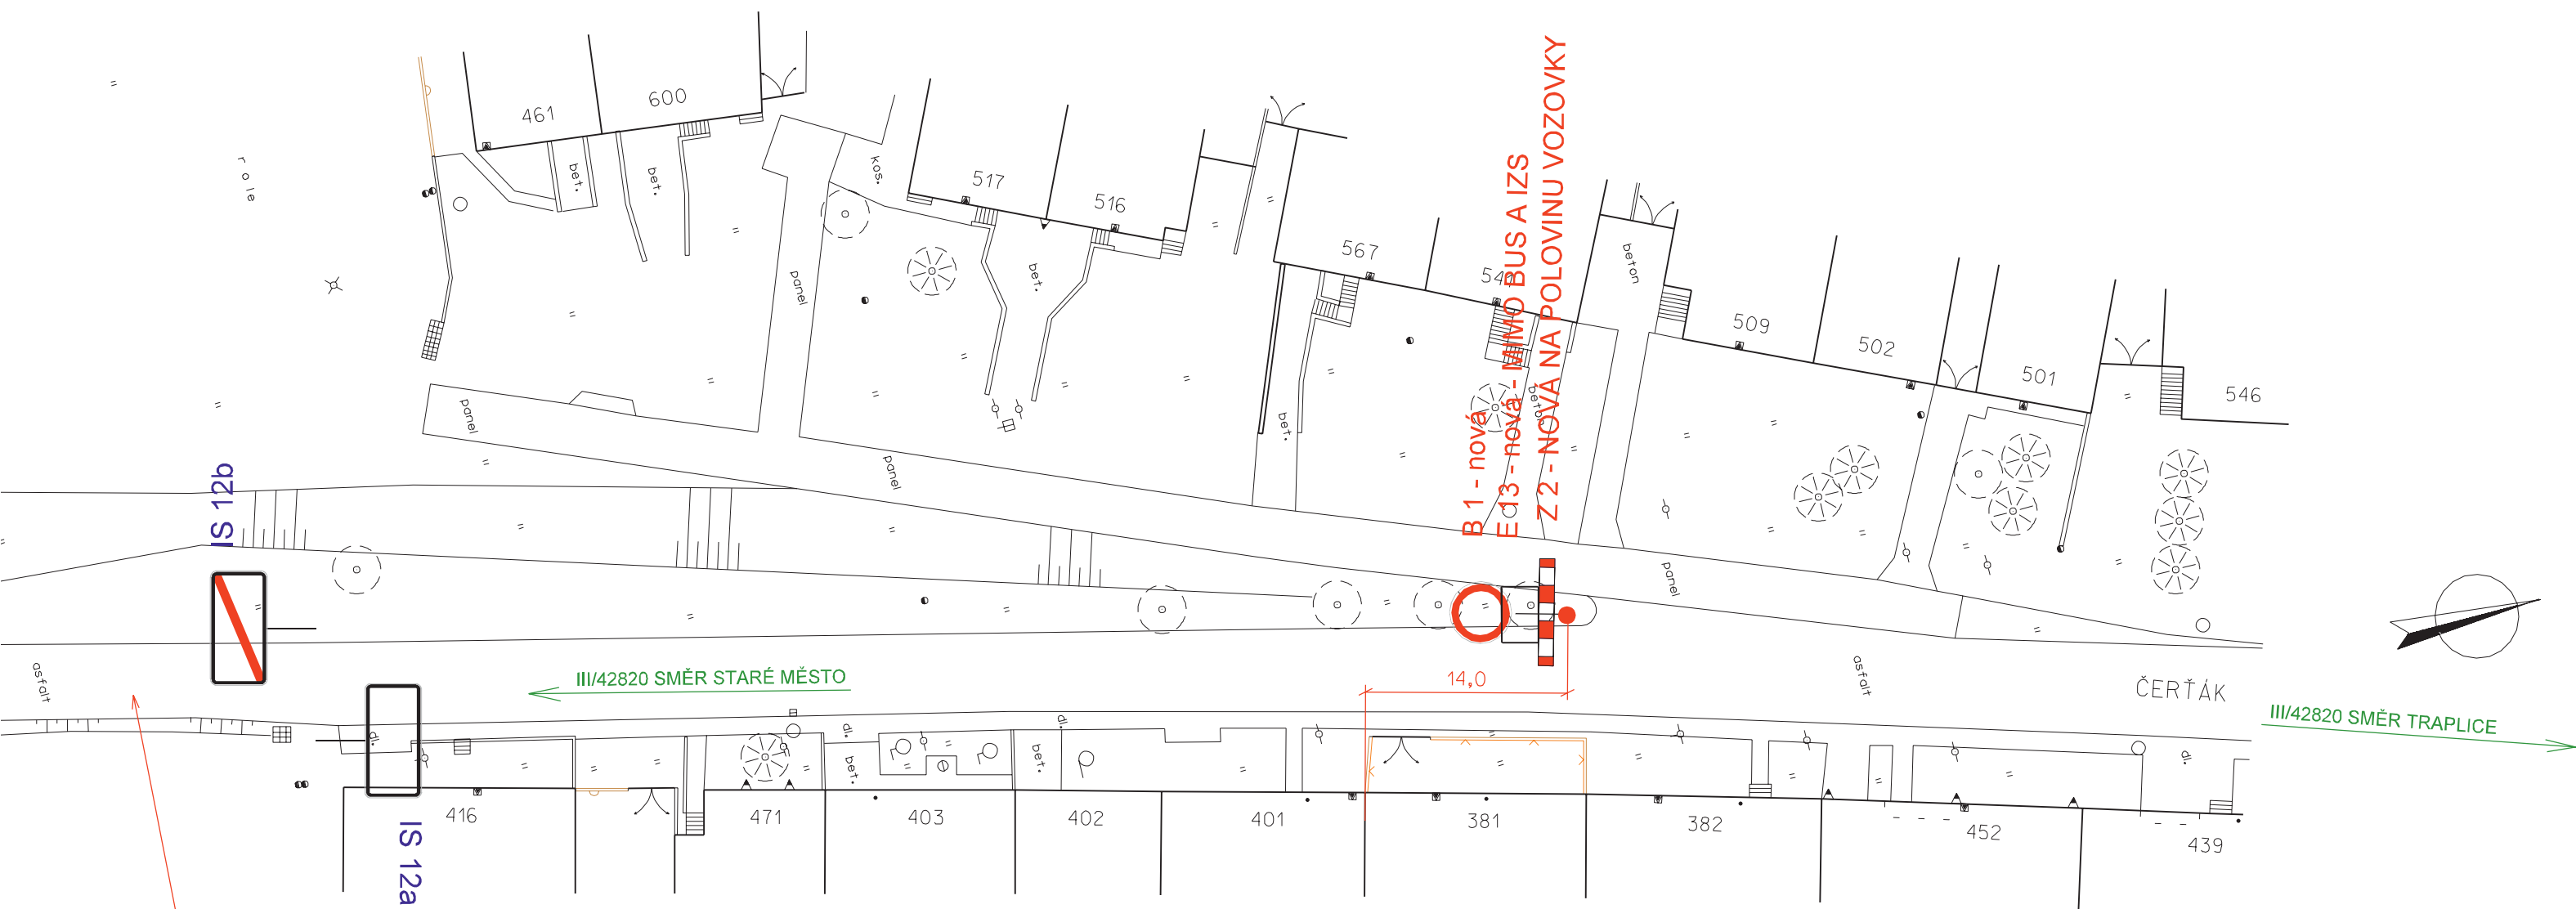 461
600
r o l e
bet.
bet.
kos.
517
516
panel
bet.
567
beton
509
502
501
546
B 1 - nová
E 13 - nová - MIMO BUS A IZS
Z 2 - NOVÁ NA POLOVINU VOZOVKY
panel
panel
bet.
beton
panel
IS 12b
asfalt
III/42820 SMĚR STARÉ MĚSTO
14,0
asfalt
ČERŤÁK
III/42820 SMĚR TRAPLICE
dl.
dl.
bet.
dl.
bet.
dl.
416
471
403
402
401
381
382
452
439
IS 12a